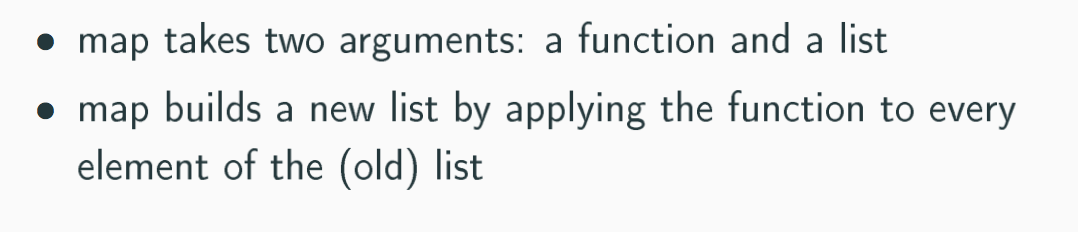 • map takes two arguments: a function and a list
• map builds a new list by applying the function to every
element of the (old) list